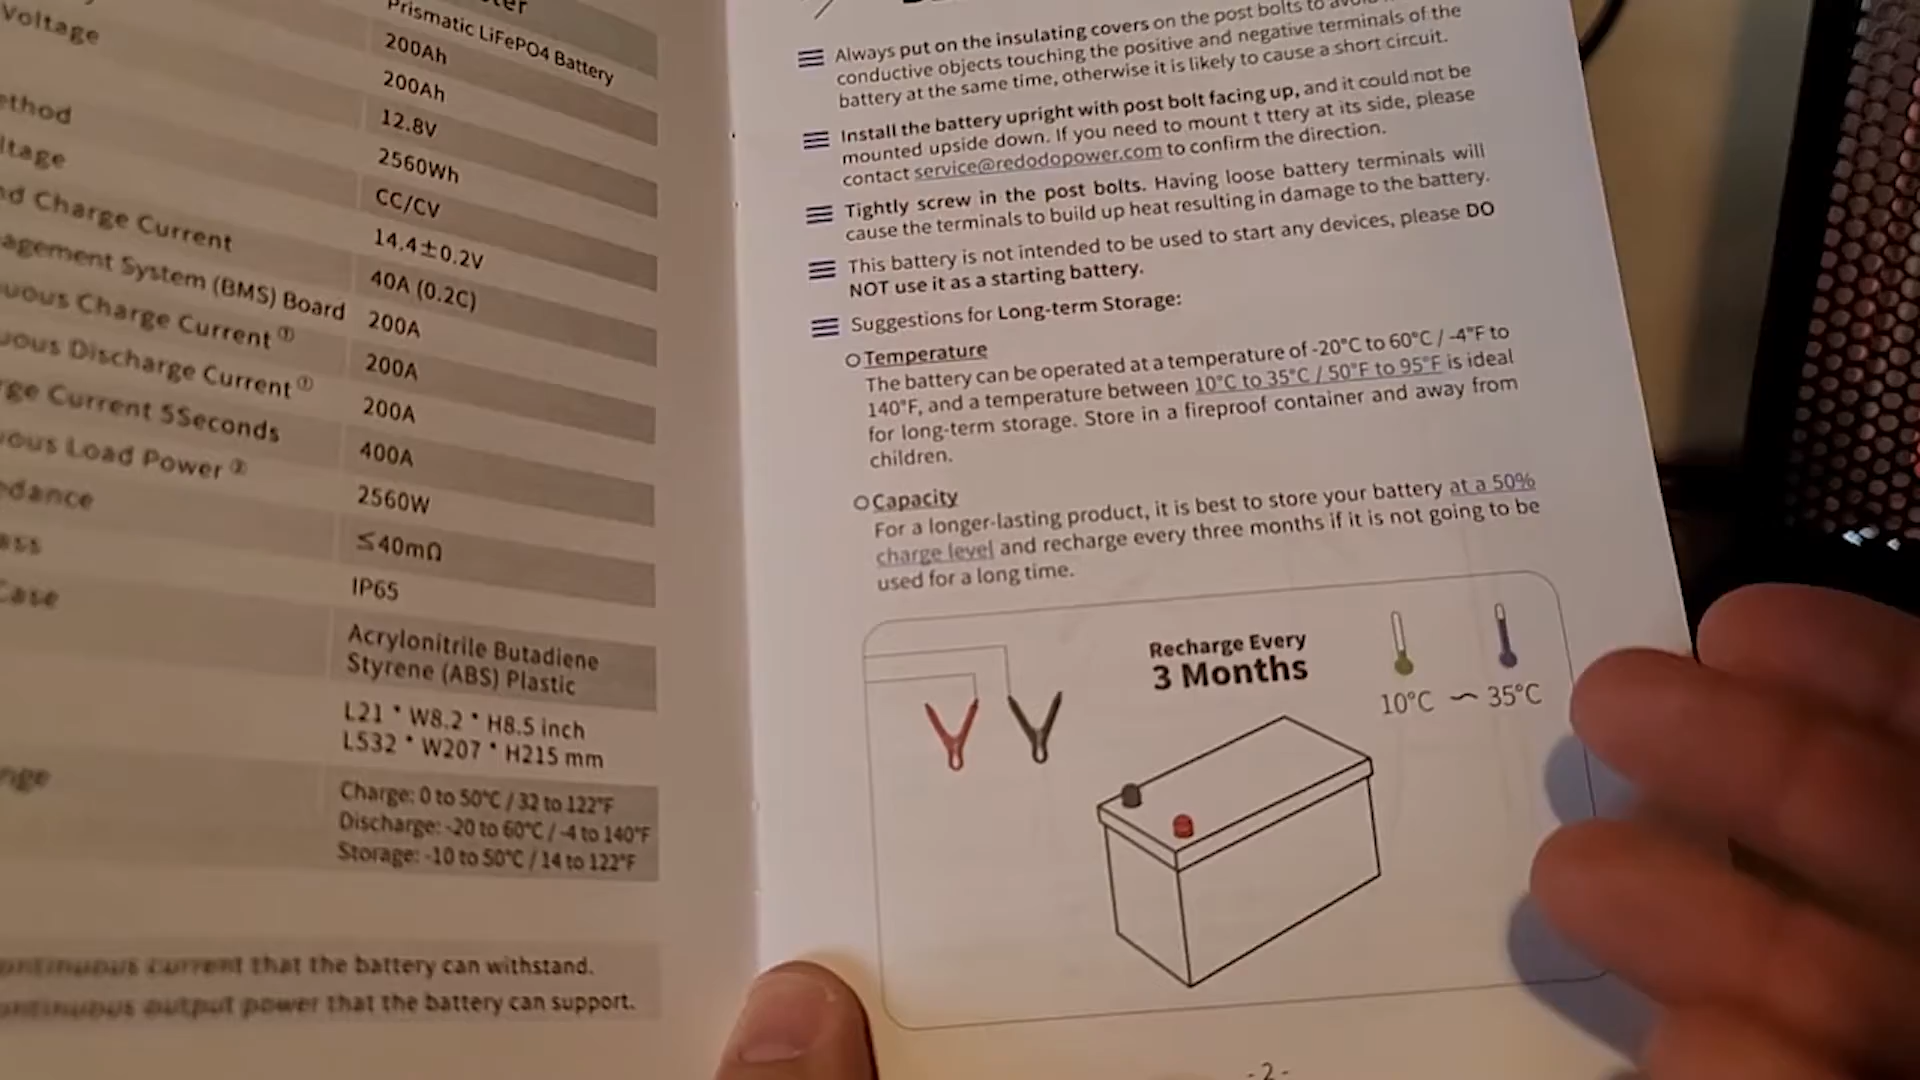 ter
Prismatic LiFePO4 Battery
200Ah
Voltage
200Ah
12.8V
2560Wh
ethod
CC/CV
ltage
14.4±0.2V
nd Charge Current
40A (0.2C)
agement System (BMS) Board
200A
uous Charge Current ①
200A
uous Discharge Current ①
200A
rge Current 5Seconds
400A
uous Load Power ②
2560W
edance
≤40mΩ
ass
IP65
Case
Acrylonitrile Butadiene
Styrene (ABS) Plastic
L21 * W8.2 * H8.5 inch
L532 * W207 * H215 mm
nge
Charge: 0 to 50°C / 32 to 122°F
Discharge: -20 to 60°C / -4 to 140°F
Storage: -10 to 50°C / 14 to 122°F
ontinuous current that the battery can withstand.
ontinuous output power that the battery can support.
Always put on the insulating covers on the post bolts to avoid
conductive objects touching the positive and negative terminals of the
battery at the same time, otherwise it is likely to cause a short circuit.
Install the battery upright with post bolt facing up, and it could not be
mounted upside down. If you need to mount t ttery at its side, please
contact service@redodopower.com to confirm the direction.
Tightly screw in the post bolts. Having loose battery terminals will
cause the terminals to build up heat resulting in damage to the battery.
This battery is not intended to be used to start any devices, please DO
NOT use it as a starting battery.
Suggestions for Long-term Storage:
Temperature
The battery can be operated at a temperature of -20°C to 60°C / -4°F to
140°F, and a temperature between 10°C to 35°C / 50°F to 95°F is ideal
for long-term storage. Store in a fireproof container and away from
children.
Capacity
For a longer-lasting product, it is best to store your battery at a 50%
charge level and recharge every three months if it is not going to be
used for a long time.
Recharge Every
3 Months
10°C ~ 35°C
- 2 -